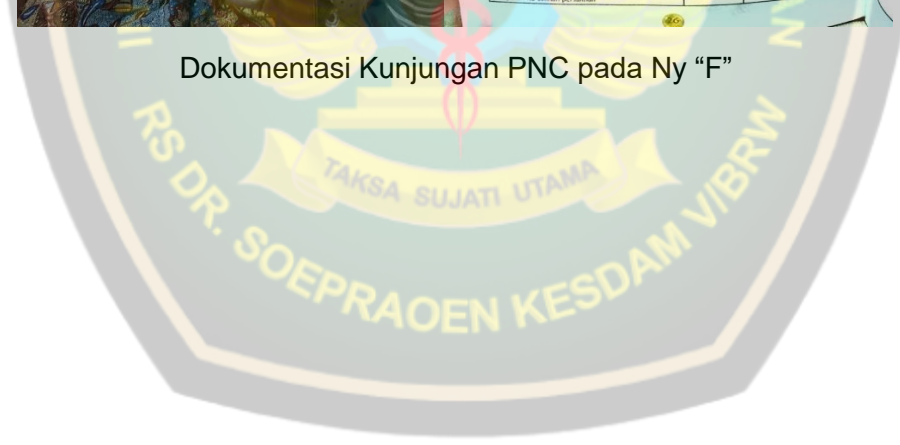 Dokumentasi Kunjungan PNC pada Ny “F”
TAKSA SUJATI UTAMA
RS DR. SOEPRAOEN KESDAM V/BRW